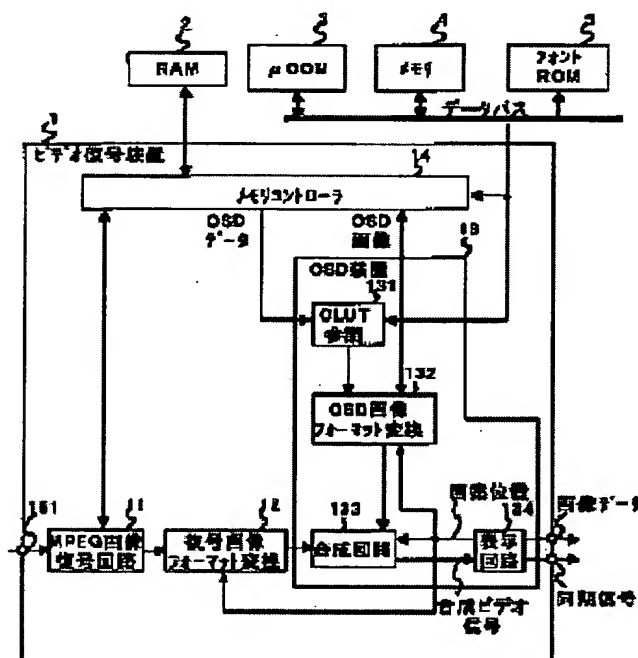 2
3
4
5
RAM
μCOM
メモリ
フォント
ROM
データバス
1
ビデオ復号装置
14
メモリコントローラ
OSD
データ
OSD
画像
13
OSD装置
131
CLUT
参照
132
OSD画像
フォーマット変換
画素位置
134
画像データ
151
11
12
133
MPEG画像
復号回路
復号画像
フォーマット変換
合成回路
表示
回路
合成ビデオ
信号
同期信号